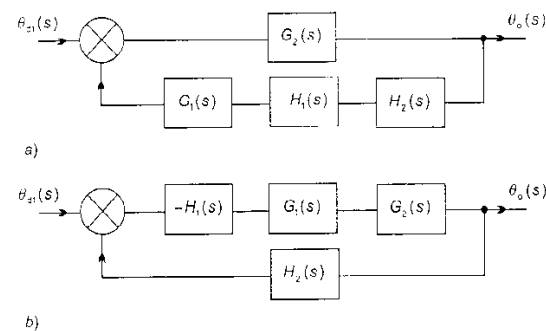 θd1(s) G2(s) θo(s)
G1(s) H1(s) H2(s)
a)
θd1(s) -H1(s) G1(s) G2(s) θo(s)
H2(s)
b)